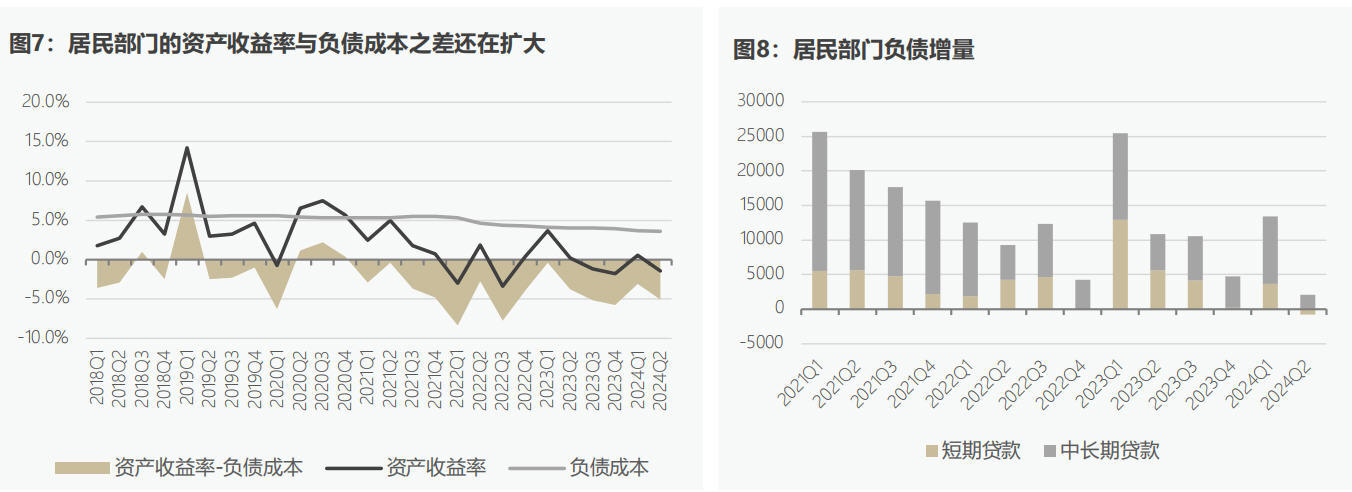 图7：居民部门的资产收益率与负债成本之差还在扩大
20.0%
15.0%
10.0%
5.0%
0.0%
-5.0%
-10.0%
2018Q1
2018Q2
2018Q3
2018Q4
2019Q1
2019Q2
2019Q3
2019Q4
2020Q1
2020Q2
2020Q3
2020Q4
2021Q1
2021Q2
2021Q3
2021Q4
2022Q1
2022Q2
2022Q3
2022Q4
2023Q1
2023Q2
2023Q3
2023Q4
2024Q1
2024Q2
资产收益率-负债成本
资产收益率
负债成本
图8：居民部门负债增量
30000
25000
20000
15000
10000
5000
0
-5000
2021Q1
2021Q2
2021Q3
2021Q4
2022Q1
2022Q2
2022Q3
2022Q4
2023Q1
2023Q2
2023Q3
2023Q4
2024Q1
2024Q2
短期贷款
中长期贷款